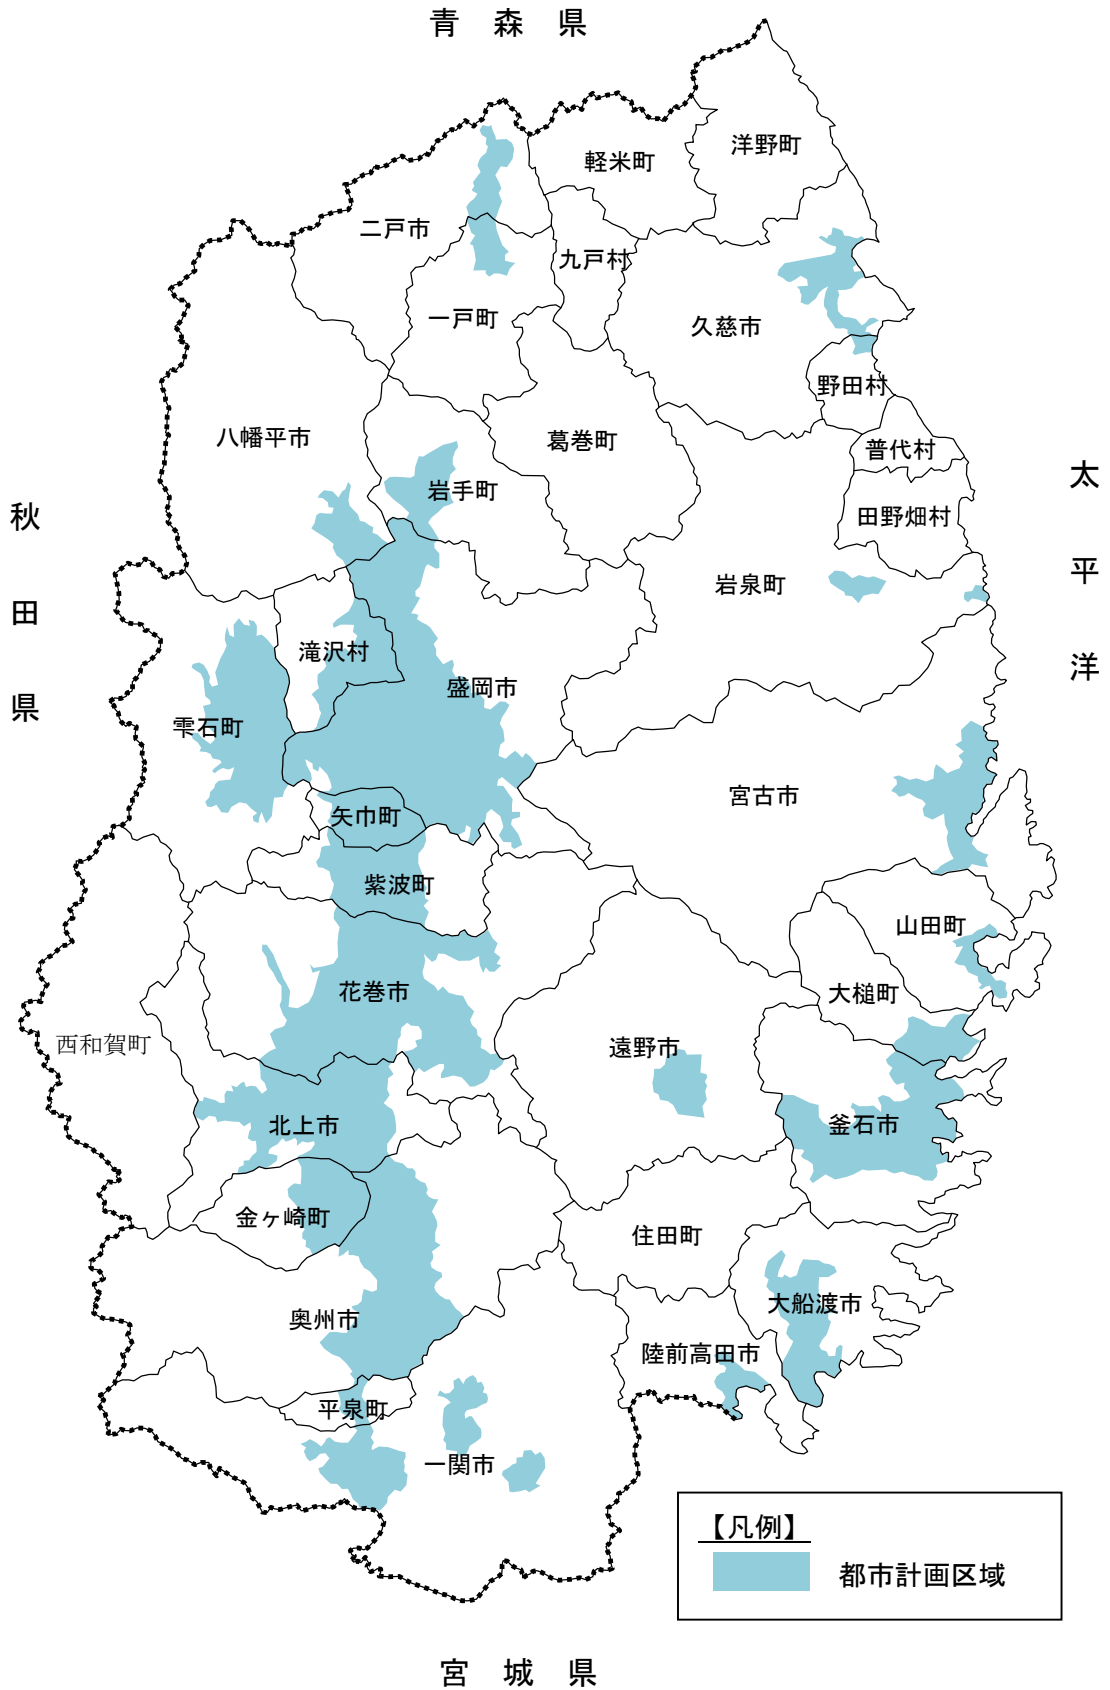 青森県
洋野町
軽米町
二戸市
九戸村
一戸町
久慈市
野田村
八幡平市
葛巻町
普代村
岩手町
田野畑村
太平洋
秋田県
岩泉町
滝沢村
盛岡市
雫石町
宮古市
矢巾町
紫波町
山田町
花巻市
大槌町
西和賀町
遠野市
北上市
釜石市
金ヶ崎町
住田町
大船渡市
奥州市
陸前高田市
平泉町
一関市
【凡例】
都市計画区域
宮城県